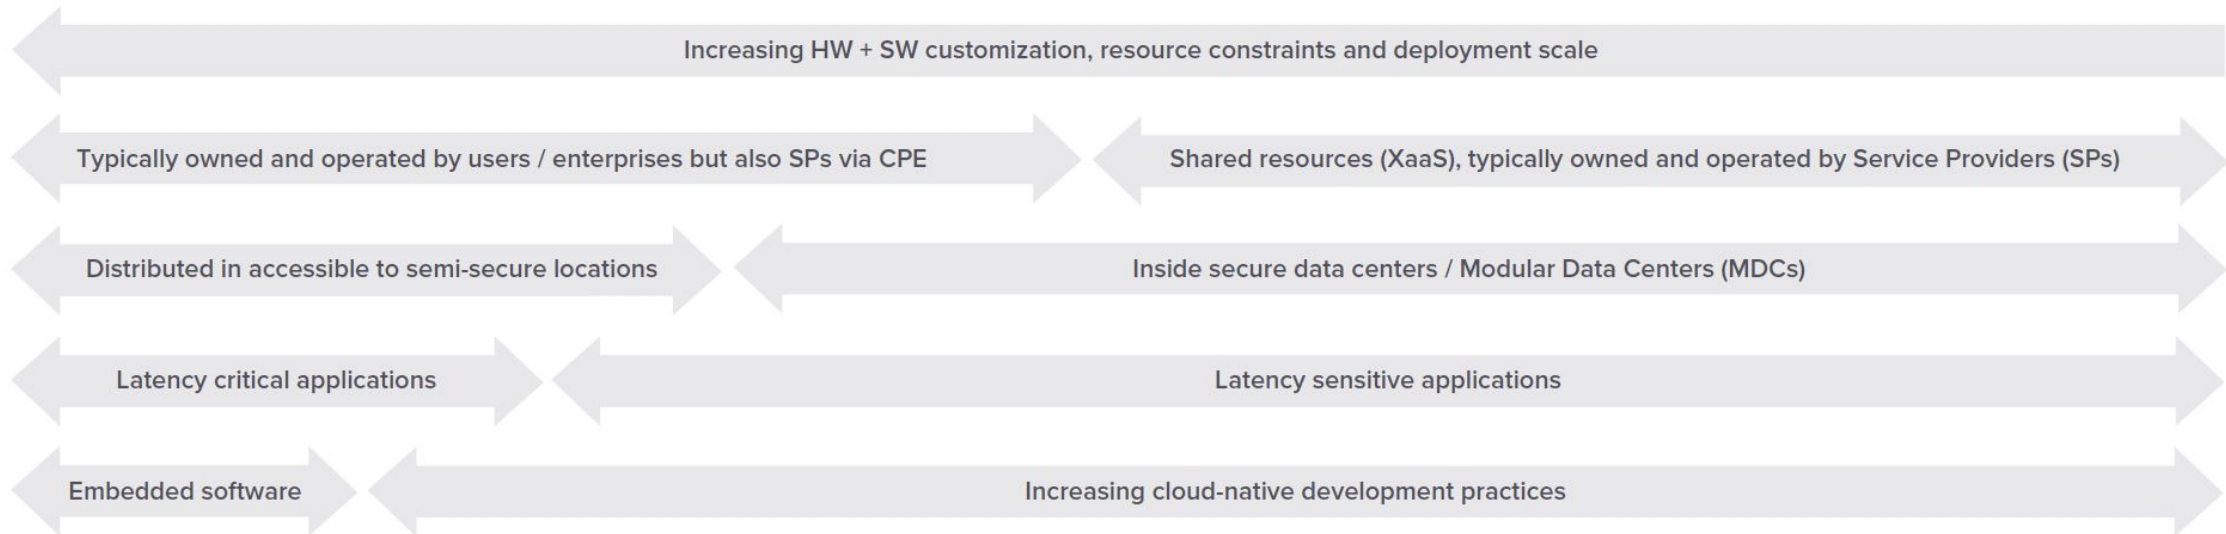 Increasing HW + SW customization, resource constraints and deployment scale
Typically owned and operated by users / enterprises but also SPs via CPE
Shared resources (XaaS), typically owned and operated by Service Providers (SPs)
Distributed in accessible to semi-secure locations
Inside secure data centers / Modular Data Centers (MDCs)
Latency critical applications
Latency sensitive applications
Embedded software
Increasing cloud-native development practices